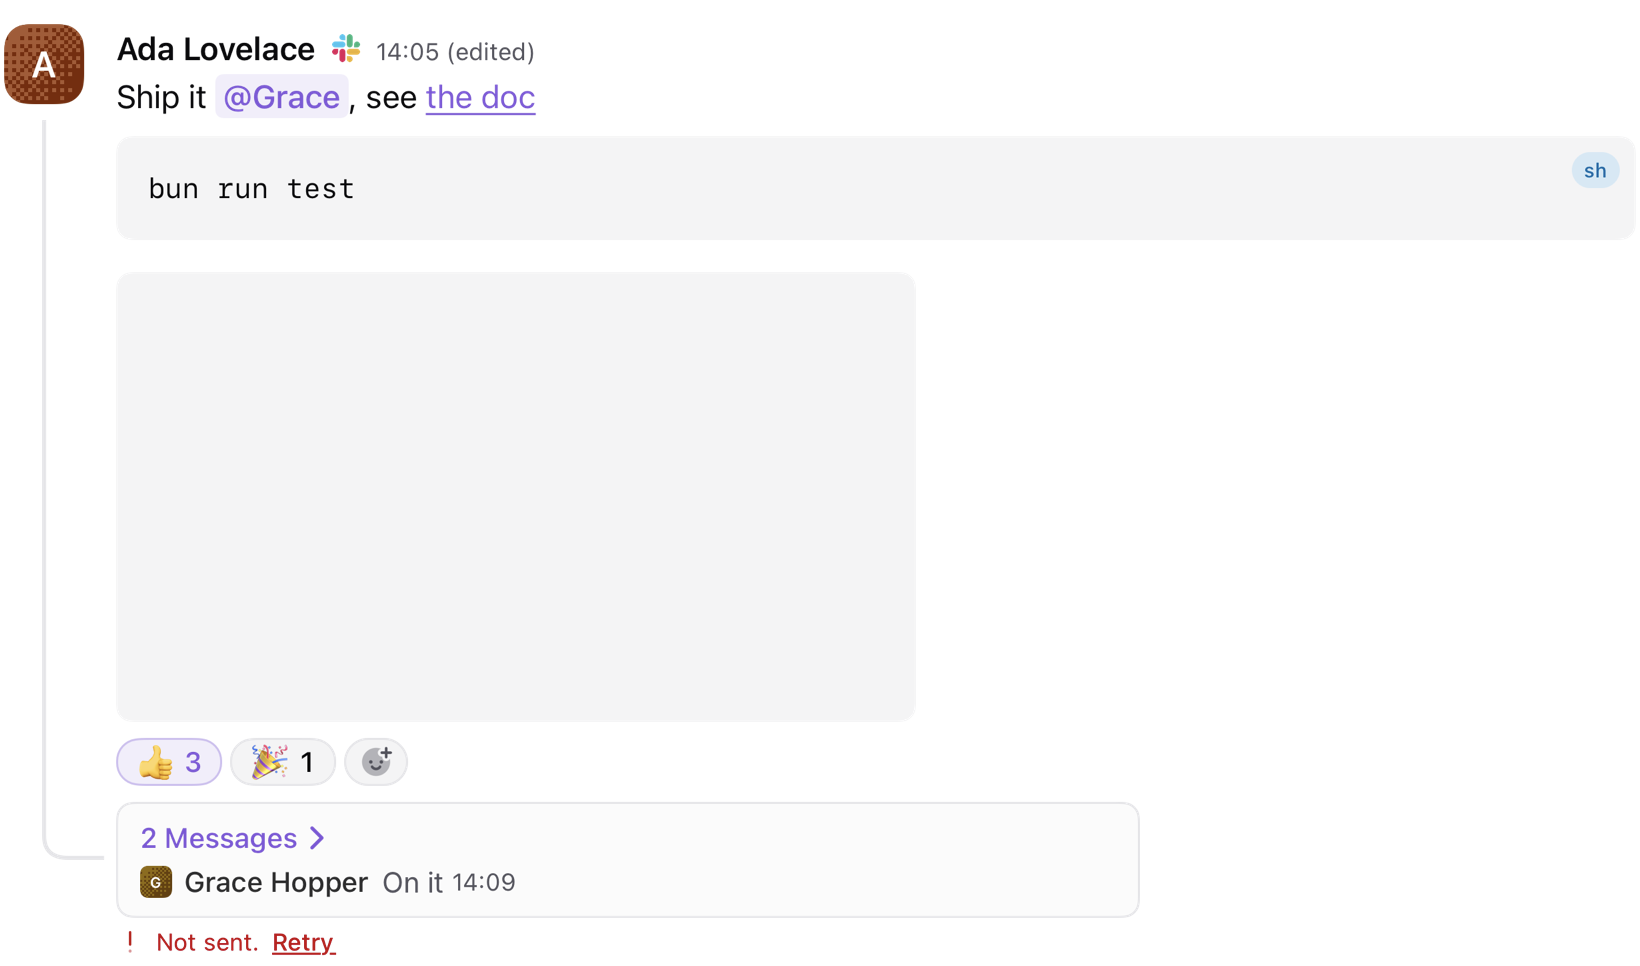 A
Ada Lovelace 14:05 (edited)
Ship it @Grace, see the doc
sh
bun run test
3 1
2 Messages
G Grace Hopper On it 14:09
! Not sent. Retry